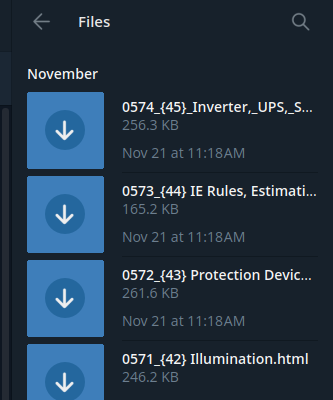 Files
November
0574_{45}_Inverter,_UPS,_S...
256.3 KB
Nov 21 at 11:18AM
0573_{44} IE Rules, Estimati...
165.2 KB
Nov 21 at 11:18AM
0572_{43} Protection Devic...
261.6 KB
Nov 21 at 11:18AM
0571_{42} Illumination.html
246.2 KB